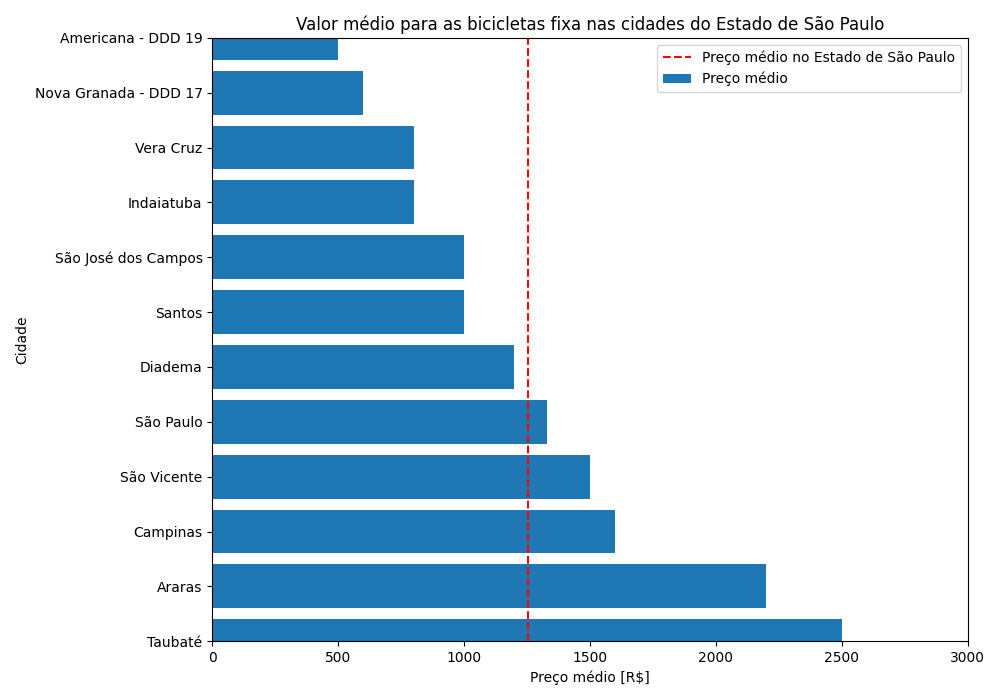 Valor médio para as bicicletas fixa nas cidades do Estado de São Paulo
Preço médio no Estado de São Paulo
Preço médio
Cidade
Americana - DDD 19
Nova Granada - DDD 17
Vera Cruz
Indaiatuba
São José dos Campos
Santos
Diadema
São Paulo
São Vicente
Campinas
Araras
Taubaté
0 500 1000 1500 2000 2500 3000
Preço médio [R$]